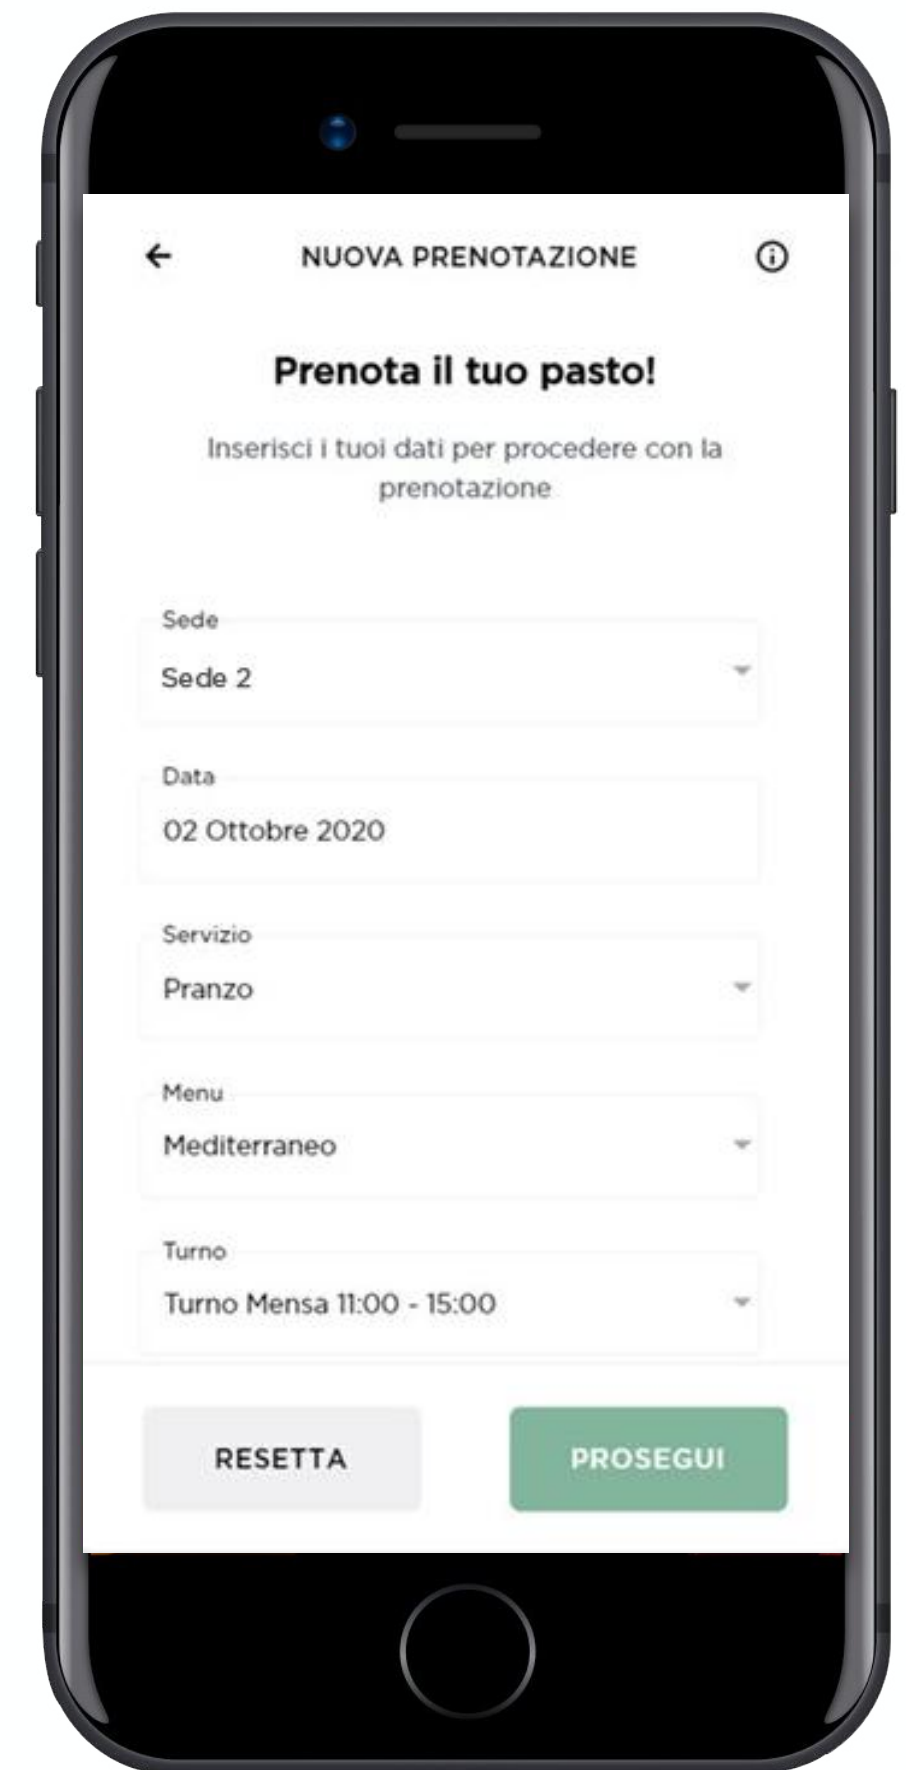 NUOVA PRENOTAZIONE
Prenota il tuo pasto!
Inserisci i tuoi dati per procedere con la
prenotazione
Sede
Sede 2
Data
02 Ottobre 2020
Servizio
Pranzo
Menu
Mediterraneo
Turno
Turno Mensa 11:00 - 15:00
RESETTA
PROSEGUI